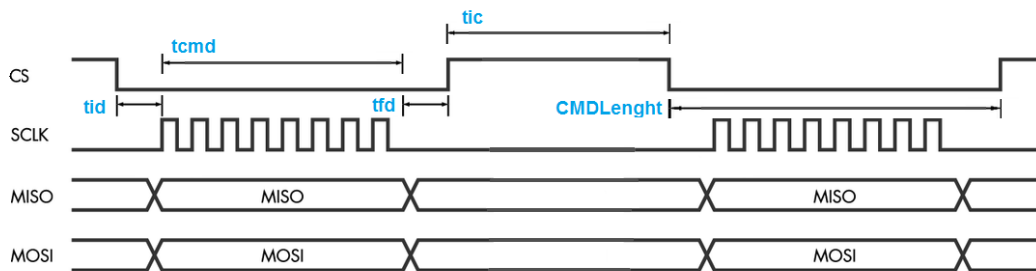 tic
tcmd
CS
tid
tfd
CMDLenght
SCLK
MISO MISO MISO
MOSI MOSI MOSI